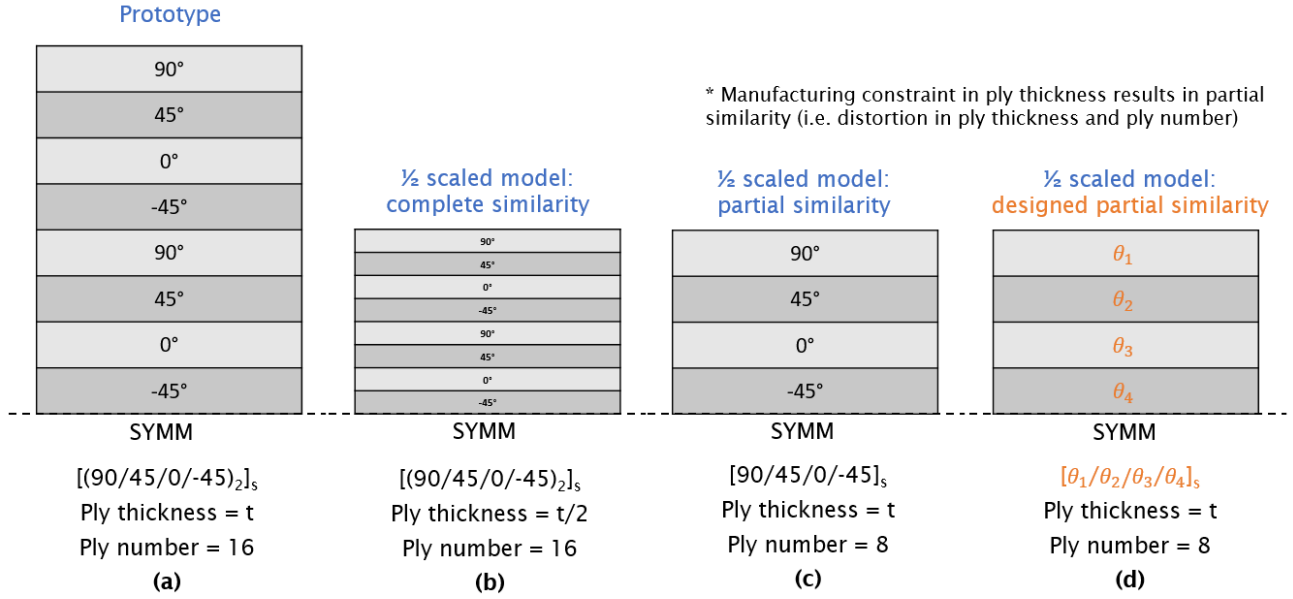 Prototype
90°
45°
0°
-45°
90°
45°
0°
-45°
SYMM
[(90/45/0/-45)₂]ₛ
Ply thickness = t
Ply number = 16
(a)
½ scaled model:
complete similarity
90°
45°
0°
-45°
90°
45°
0°
-45°
SYMM
[(90/45/0/-45)₂]ₛ
Ply thickness = t/2
Ply number = 16
(b)
* Manufacturing constraint in ply thickness results in partial
similarity (i.e. distortion in ply thickness and ply number)
½ scaled model:
partial similarity
90°
45°
0°
-45°
SYMM
[90/45/0/-45]ₛ
Ply thickness = t
Ply number = 8
(c)
½ scaled model:
designed partial similarity
θ₁
θ₂
θ₃
θ₄
SYMM
[θ₁/θ₂/θ₃/θ₄]ₛ
Ply thickness = t
Ply number = 8
(d)